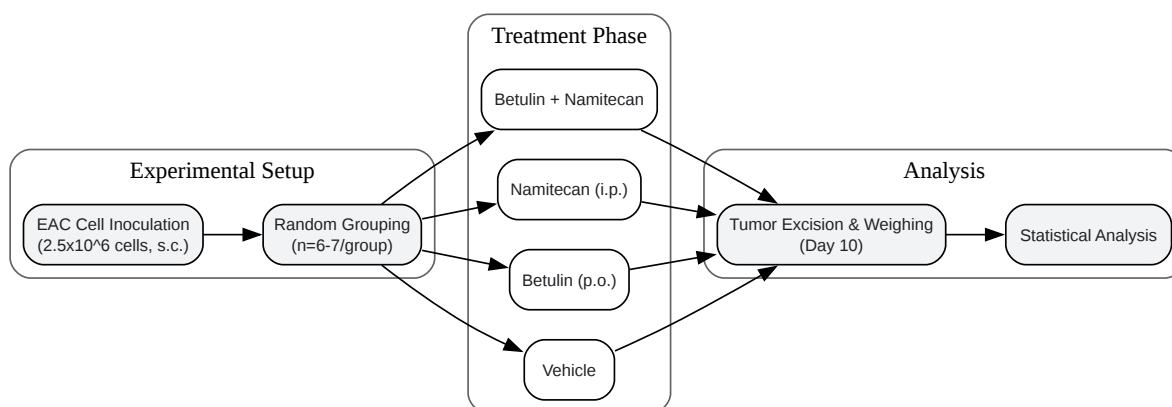 Treatment Phase
Betulin + Namitecan
Experimental Setup
Analysis
Namitecan (i.p.)
EAC Cell Inoculation
(2.5x10^6 cells, s.c.)
Random Grouping
(n=6-7/group)
Tumor Excision & Weighing
(Day 10)
Statistical Analysis
Betulin (p.o.)
Vehicle